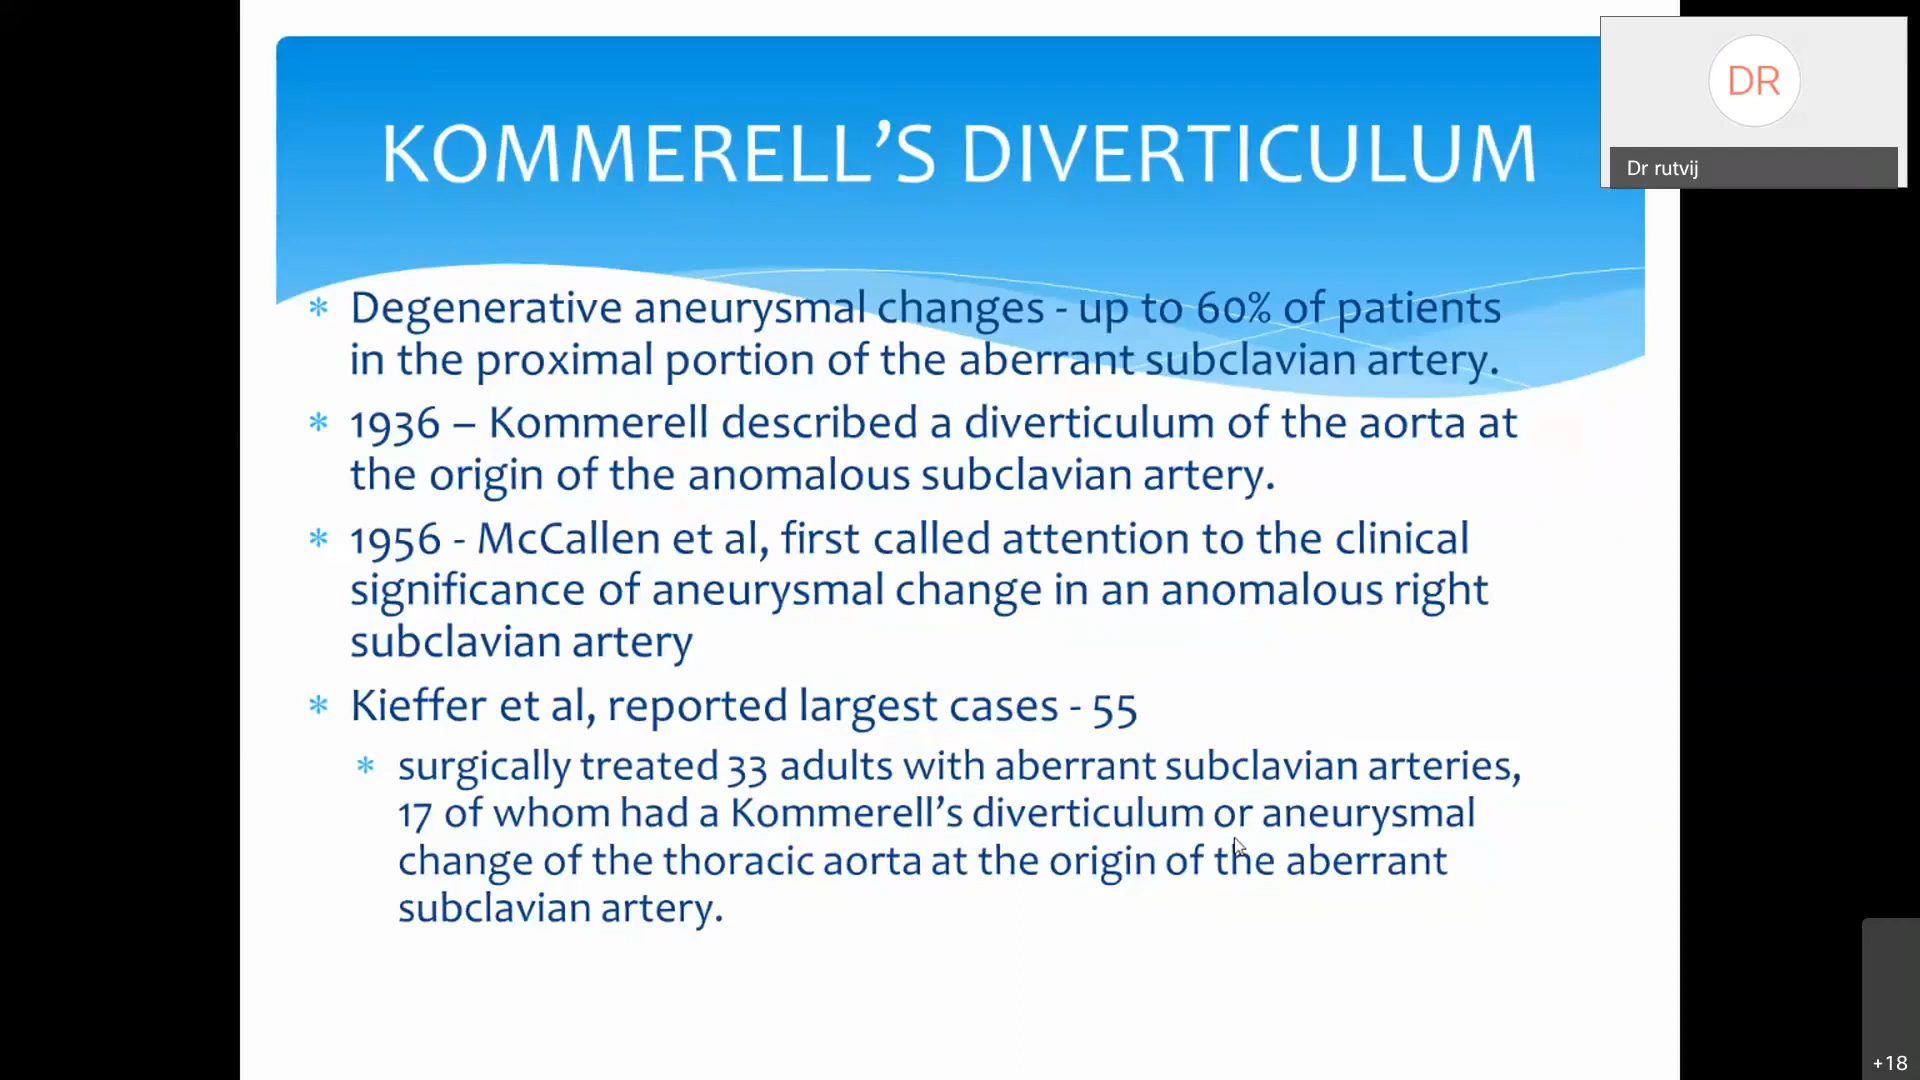 KOMMERELL’S DIVERTICULUM
DR
Dr rutvij
* Degenerative aneurysmal changes - up to 60% of patients
in the proximal portion of the aberrant subclavian artery.
* 1936 – Kommerell described a diverticulum of the aorta at
the origin of the anomalous subclavian artery.
* 1956 - McCallen et al, first called attention to the clinical
significance of aneurysmal change in an anomalous right
subclavian artery
* Kieffer et al, reported largest cases - 55
* surgically treated 33 adults with aberrant subclavian arteries,
17 of whom had a Kommerell’s diverticulum or aneurysmal
change of the thoracic aorta at the origin of the aberrant
subclavian artery.
+18